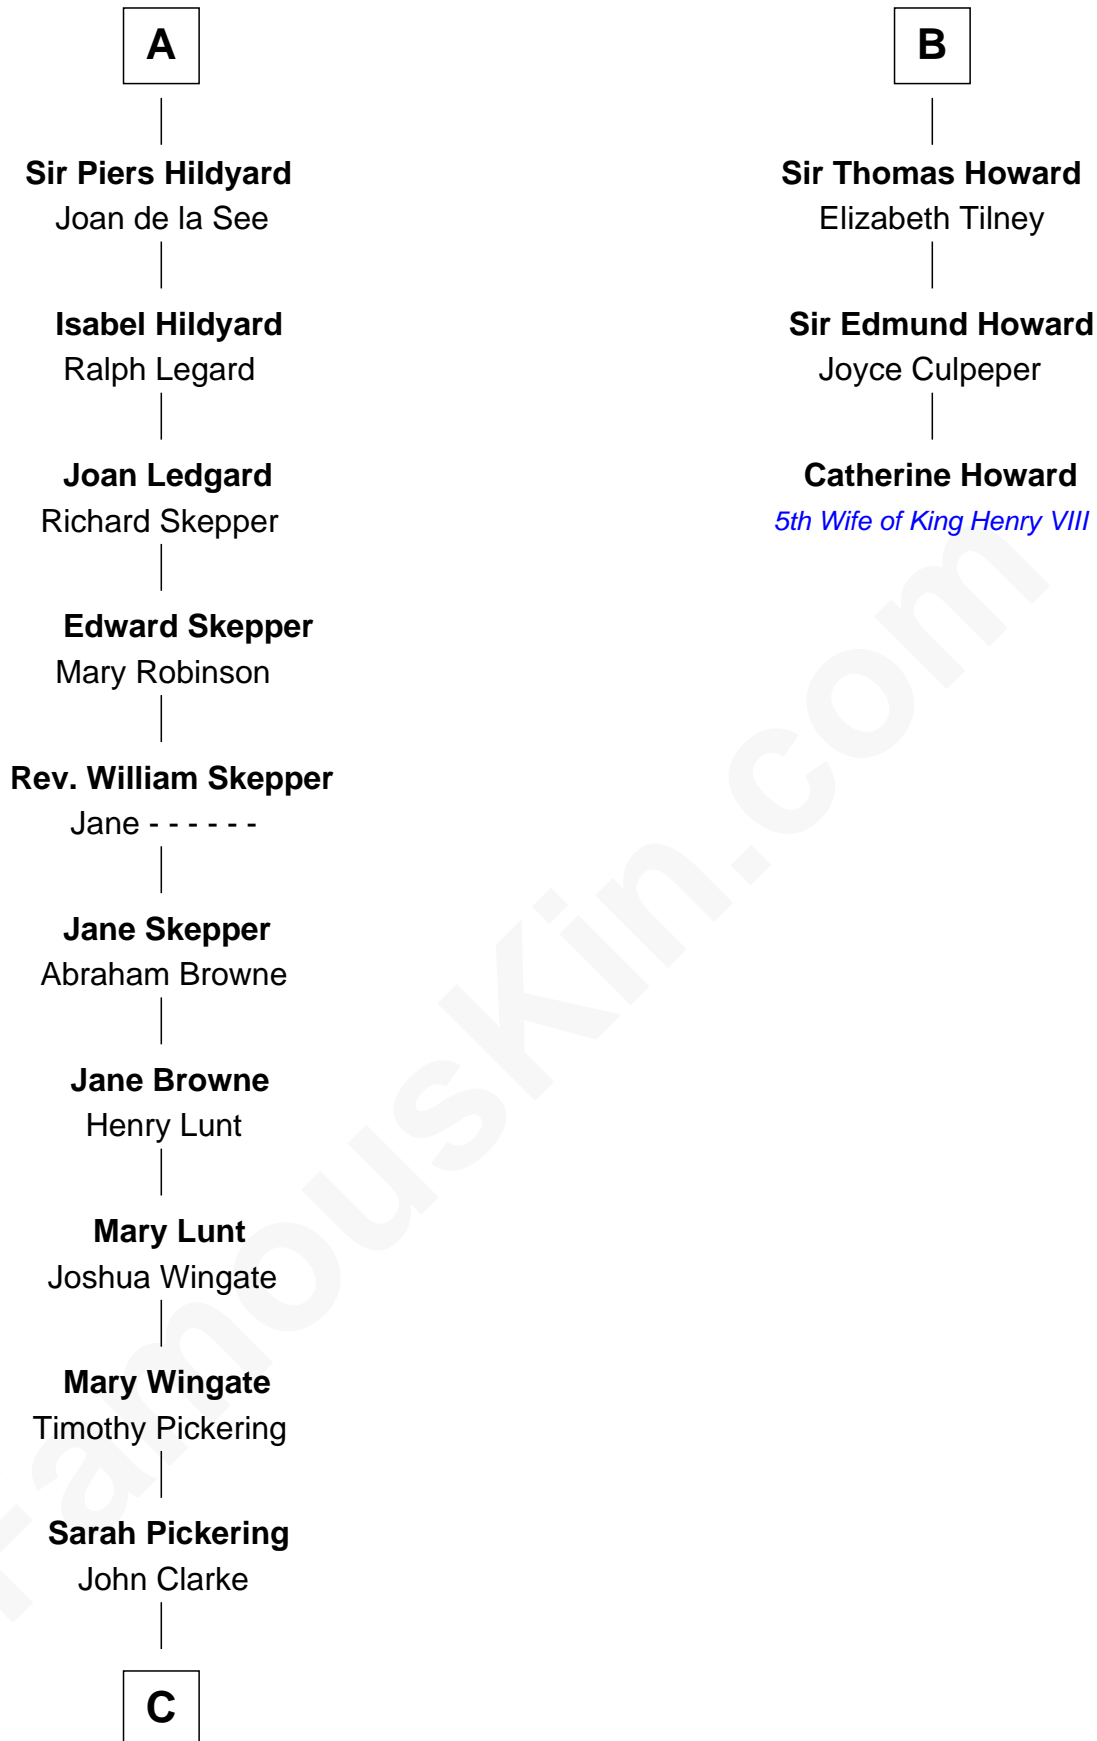 A
Sir Piers Hildyard
Joan de la See
Isabel Hildyard
Ralph Legard
Joan Ledgard
Richard Skepper
Edward Skepper
Mary Robinson
Rev. William Skepper
Jane - - - - - -
Jane Skepper
Abraham Browne
Jane Browne
Henry Lunt
Mary Lunt
Joshua Wingate
Mary Wingate
Timothy Pickering
Sarah Pickering
John Clarke
C
B
Sir Thomas Howard
Elizabeth Tilney
Sir Edmund Howard
Joyce Culpeper
Catherine Howard
5th Wife of King Henry VIII
FamousKin.com